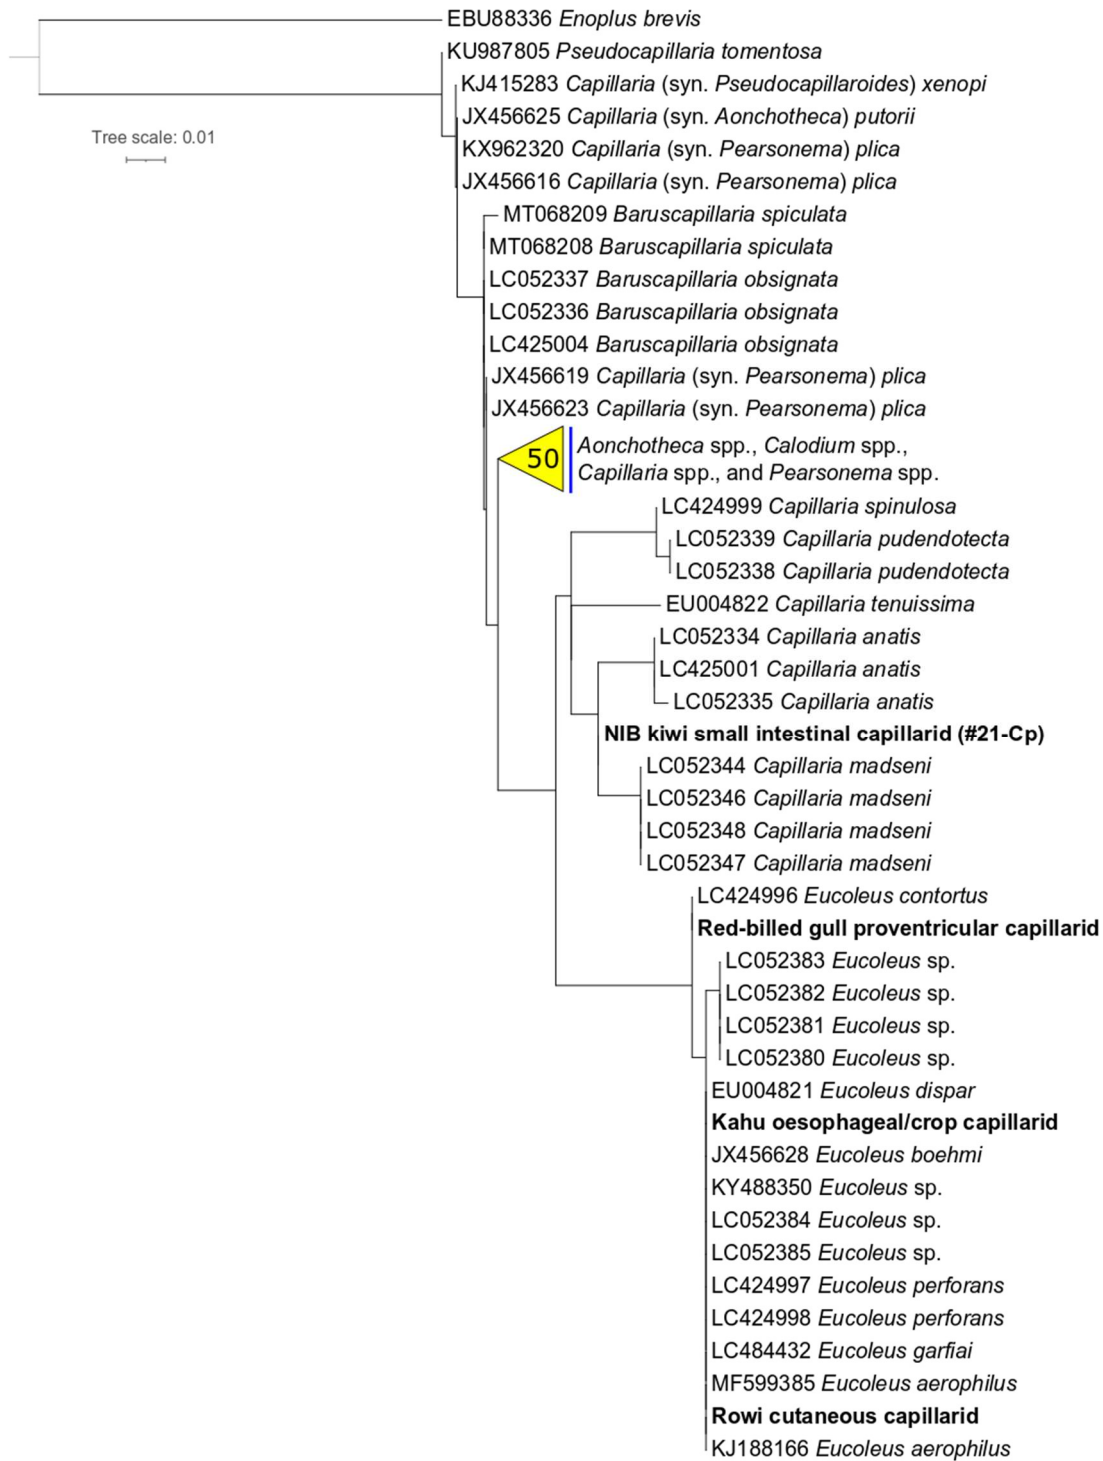 EBU88336 Enoplus brevis
KU987805 Pseudocapillaria tomentosa
KJ415283 Capillaria (syn. Pseudocapillaroides) xenopi
JX456625 Capillaria (syn. Aonchotheca) putorii
Tree scale: 0.01
KX962320 Capillaria (syn. Pearsonema) plica
JX456616 Capillaria (syn. Pearsonema) plica
MT068209 Baruscapillaria spiculata
MT068208 Baruscapillaria spiculata
LC052337 Baruscapillaria obsignata
LC052336 Baruscapillaria obsignata
LC425004 Baruscapillaria obsignata
JX456619 Capillaria (syn. Pearsonema) plica
JX456623 Capillaria (syn. Pearsonema) plica
50
Aonchotheca spp., Calodium spp.,
Capillaria spp., and Pearsonema spp.
LC424999 Capillaria spinulosa
LC052339 Capillaria pudendotecta
LC052338 Capillaria pudendotecta
EU004822 Capillaria tenuissima
LC052334 Capillaria anatis
LC425001 Capillaria anatis
LC052335 Capillaria anatis
NIB kiwi small intestinal capillarid (#21-Cp)
LC052344 Capillaria madseni
LC052346 Capillaria madseni
LC052348 Capillaria madseni
LC052347 Capillaria madseni
LC424996 Eucoleus contortus
Red-billed gull proventricular capillarid
LC052383 Eucoleus sp.
LC052382 Eucoleus sp.
LC052381 Eucoleus sp.
LC052380 Eucoleus sp.
EU004821 Eucoleus dispar
Kahu oesophageal/crop capillarid
JX456628 Eucoleus boehmi
KY488350 Eucoleus sp.
LC052384 Eucoleus sp.
LC052385 Eucoleus sp.
LC424997 Eucoleus perforans
LC424998 Eucoleus perforans
LC484432 Eucoleus garfiai
MF599385 Eucoleus aerophilus
Rowi cutaneous capillarid
KJ188166 Eucoleus aerophilus